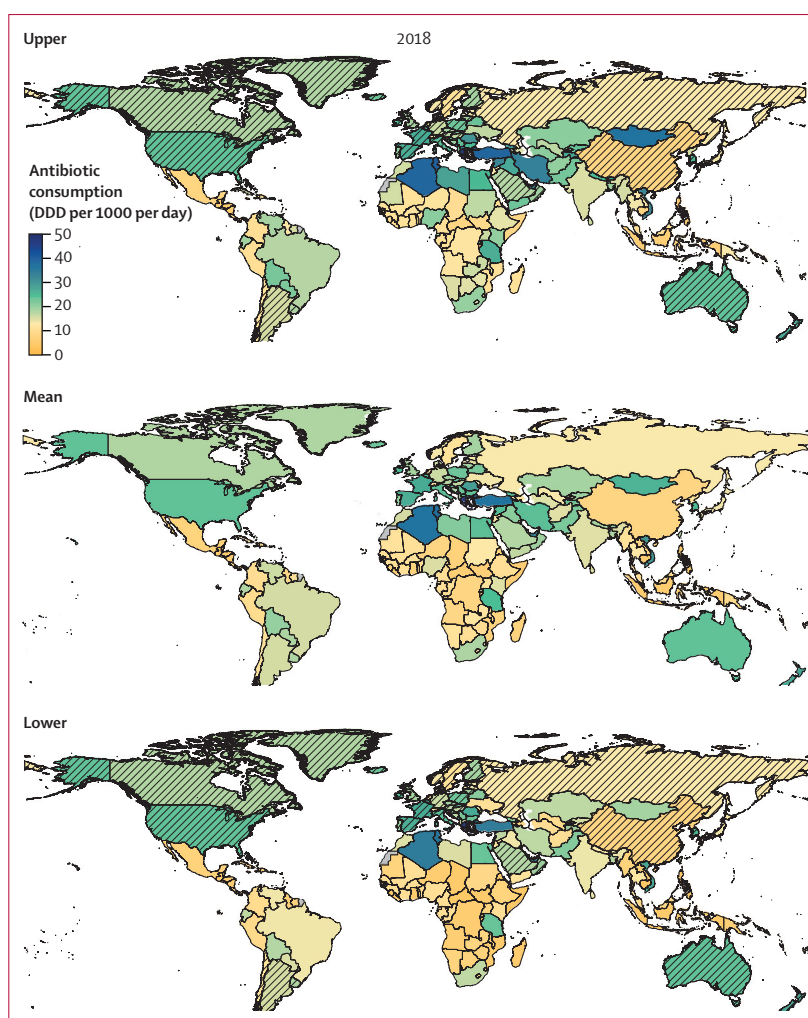 Upper
2018
Antibiotic
consumption
(DDD per 1000 per day)
50
40
30
20
10
0
Mean
Lower